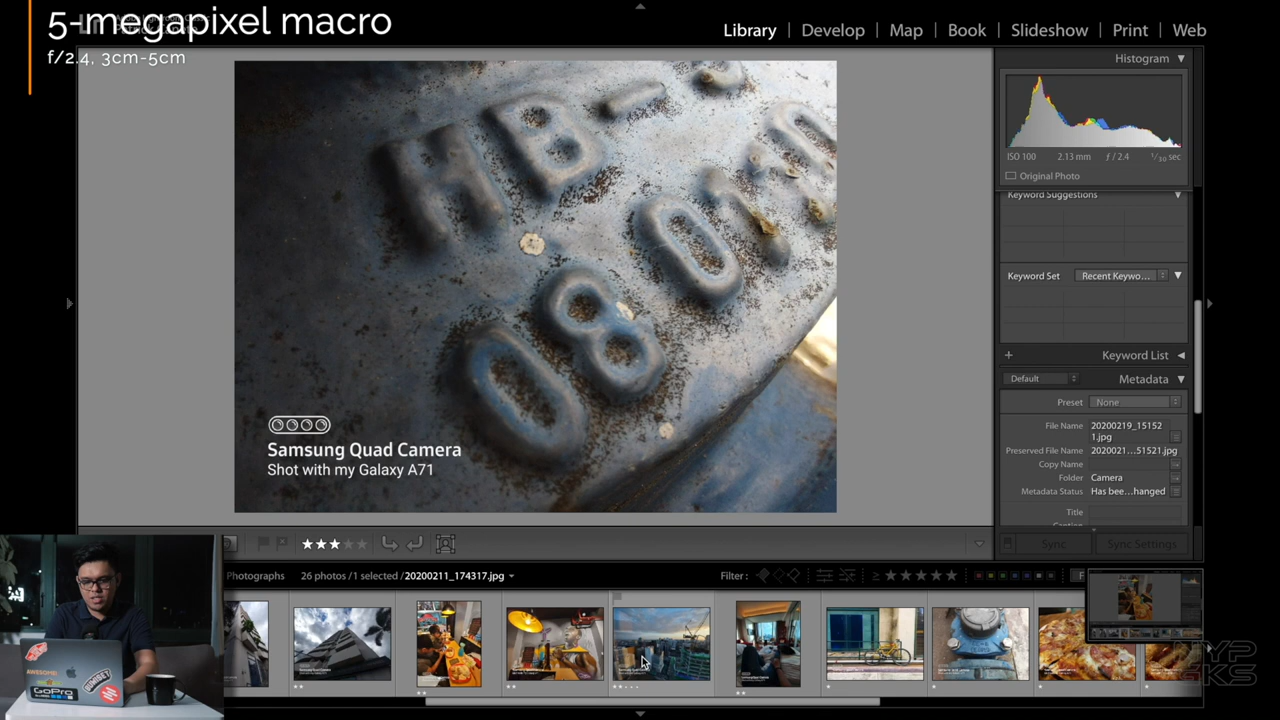 5-megapixel macro
f/2.4, 3cm-5cm
Library | Develop | Map | Book | Slideshow | Print | Web
Histogram
ISO 100 2.13 mm f / 2.4 1/30 sec
Original Photo
Keyword Suggestions
Keyword Set Recent Keywo...
Keyword List
Default Metadata
Preset None
File Name 20200219_15152
1.jpg
Preserved File Name 2020021...51521.jpg
Copy Name
Folder Camera
Metadata Status Has bee...hanged
Title
Sync Sync Settings
HB-
08 01
Samsung Quad Camera
Shot with my Galaxy A71
Photographs 26 photos /1 selected /20200211_174317.jpg
Filter :
AWESOME!
GoPro